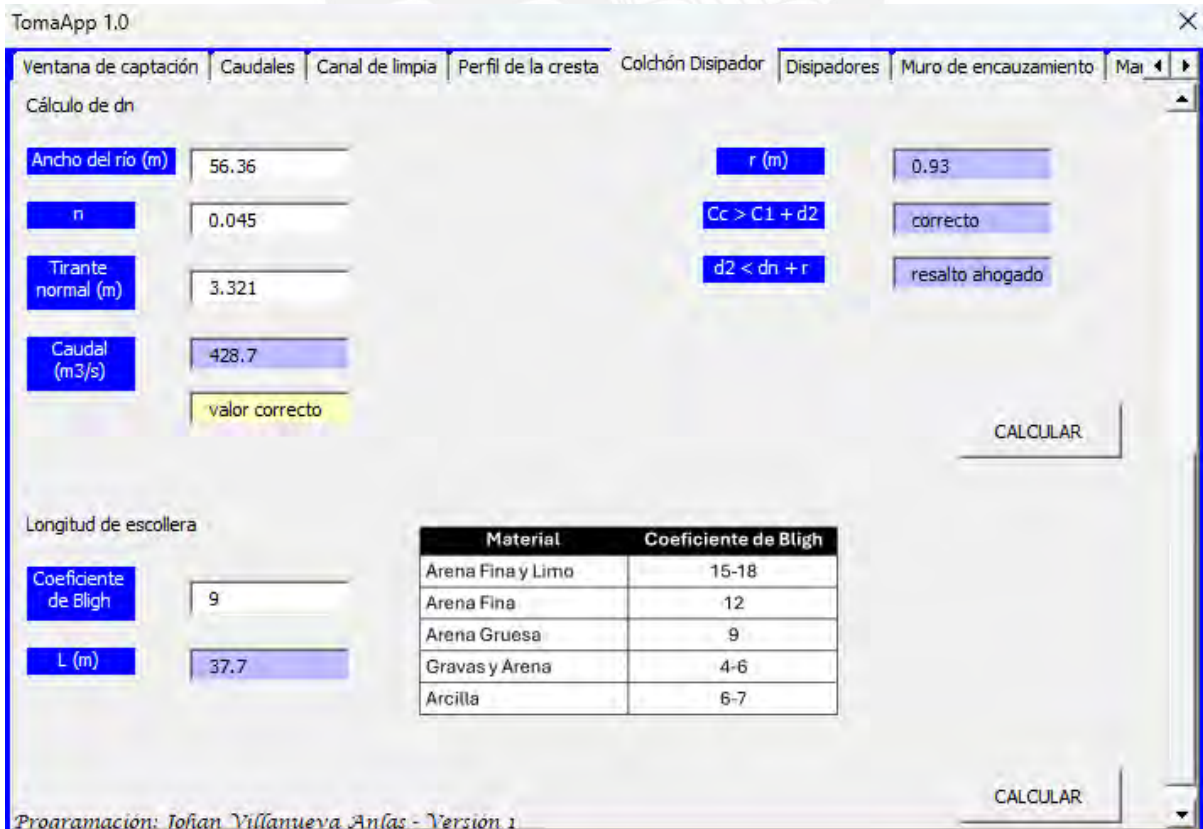 TomaApp 1.0
Ventana de captación Caudales Canal de limpia Perfil de la cresta Colchón Disipador Disipadores Muro de encauzamiento Mar
Cálculo de dn
Ancho del río (m) 56.36 r (m) 0.93
n 0.045 Cc > C1 + d2 correcto
Tirante
normal (m) 3.321 d2 < dn + r resalto ahogado
Caudal
(m3/s) 428.7
valor correcto
CALCULAR
Longitud de escollera
Material Coeficiente de Bligh
Arena Fina y Limo 15-18
Arena Fina 12
Arena Gruesa 9
Gravas y Arena 4-6
Arcilla 6-7
Coeficiente
de Bligh 9
L (m) 37.7
CALCULAR
Programación: Johan Villanueva Anlas - Versión 1